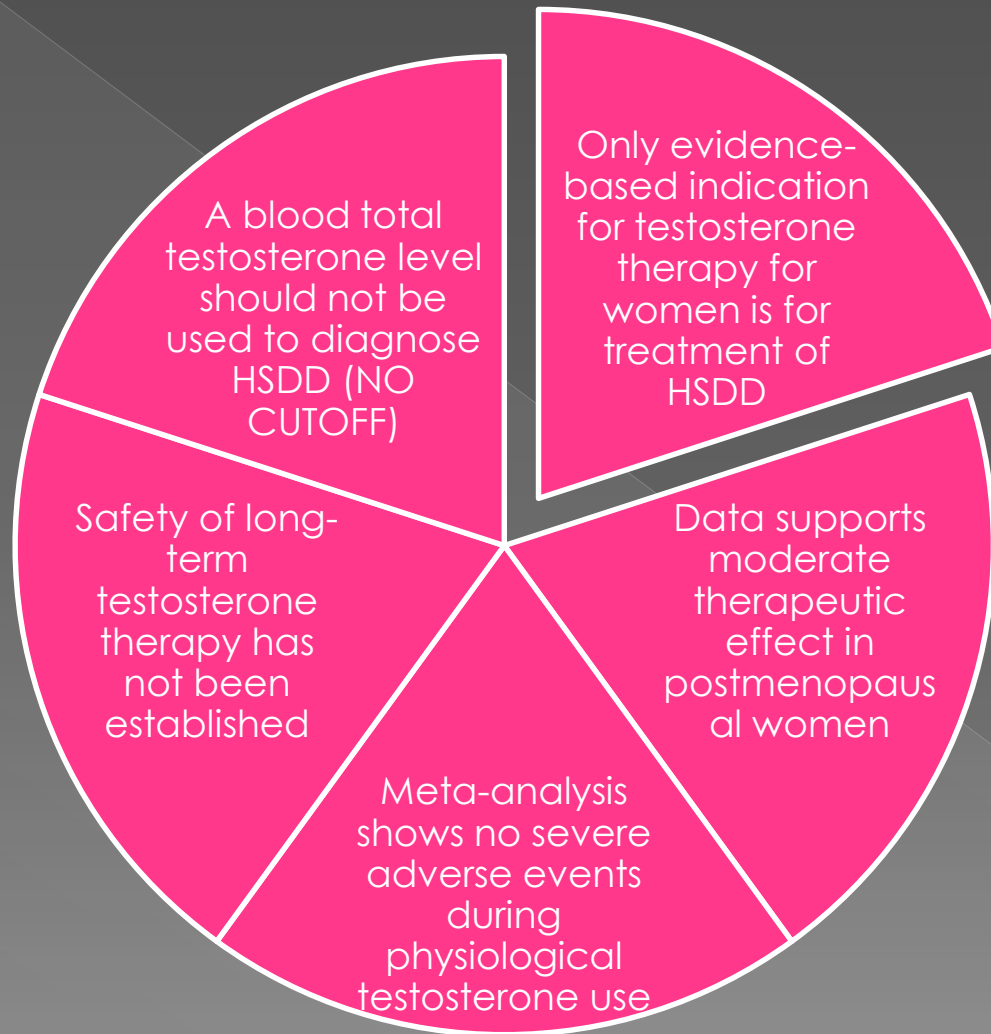 Only evidence-
based indication
for testosterone
therapy for
women is for
treatment of
HSDD
Data supports
moderate
therapeutic
effect in
postmenopaus
al women
Meta-analysis
shows no severe
adverse events
during
physiological
testosterone use
Safety of long-
term
testosterone
therapy has
not been
established
A blood total
testosterone level
should not be
used to diagnose
HSDD (NO
CUTOFF)